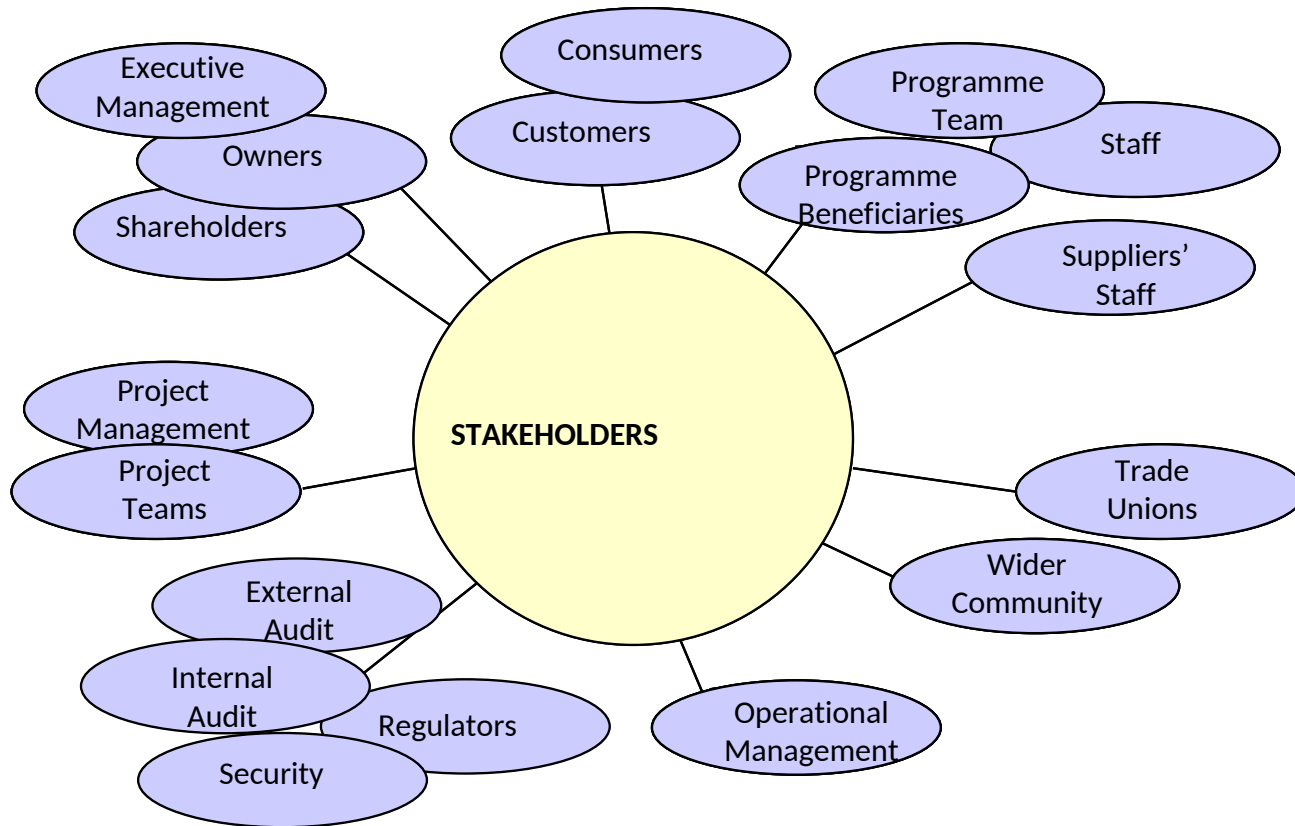 Consumers
Executive
Management
Programme
Team
Customers
Staff
Owners
Programme
Beneficiaries
Shareholders
Suppliers’
Staff
Project
Management
STAKEHOLDERS
Project
Teams
Trade
Unions
Wider
Community
External
Audit
Internal
Audit
Regulators
Operational
Management
Security